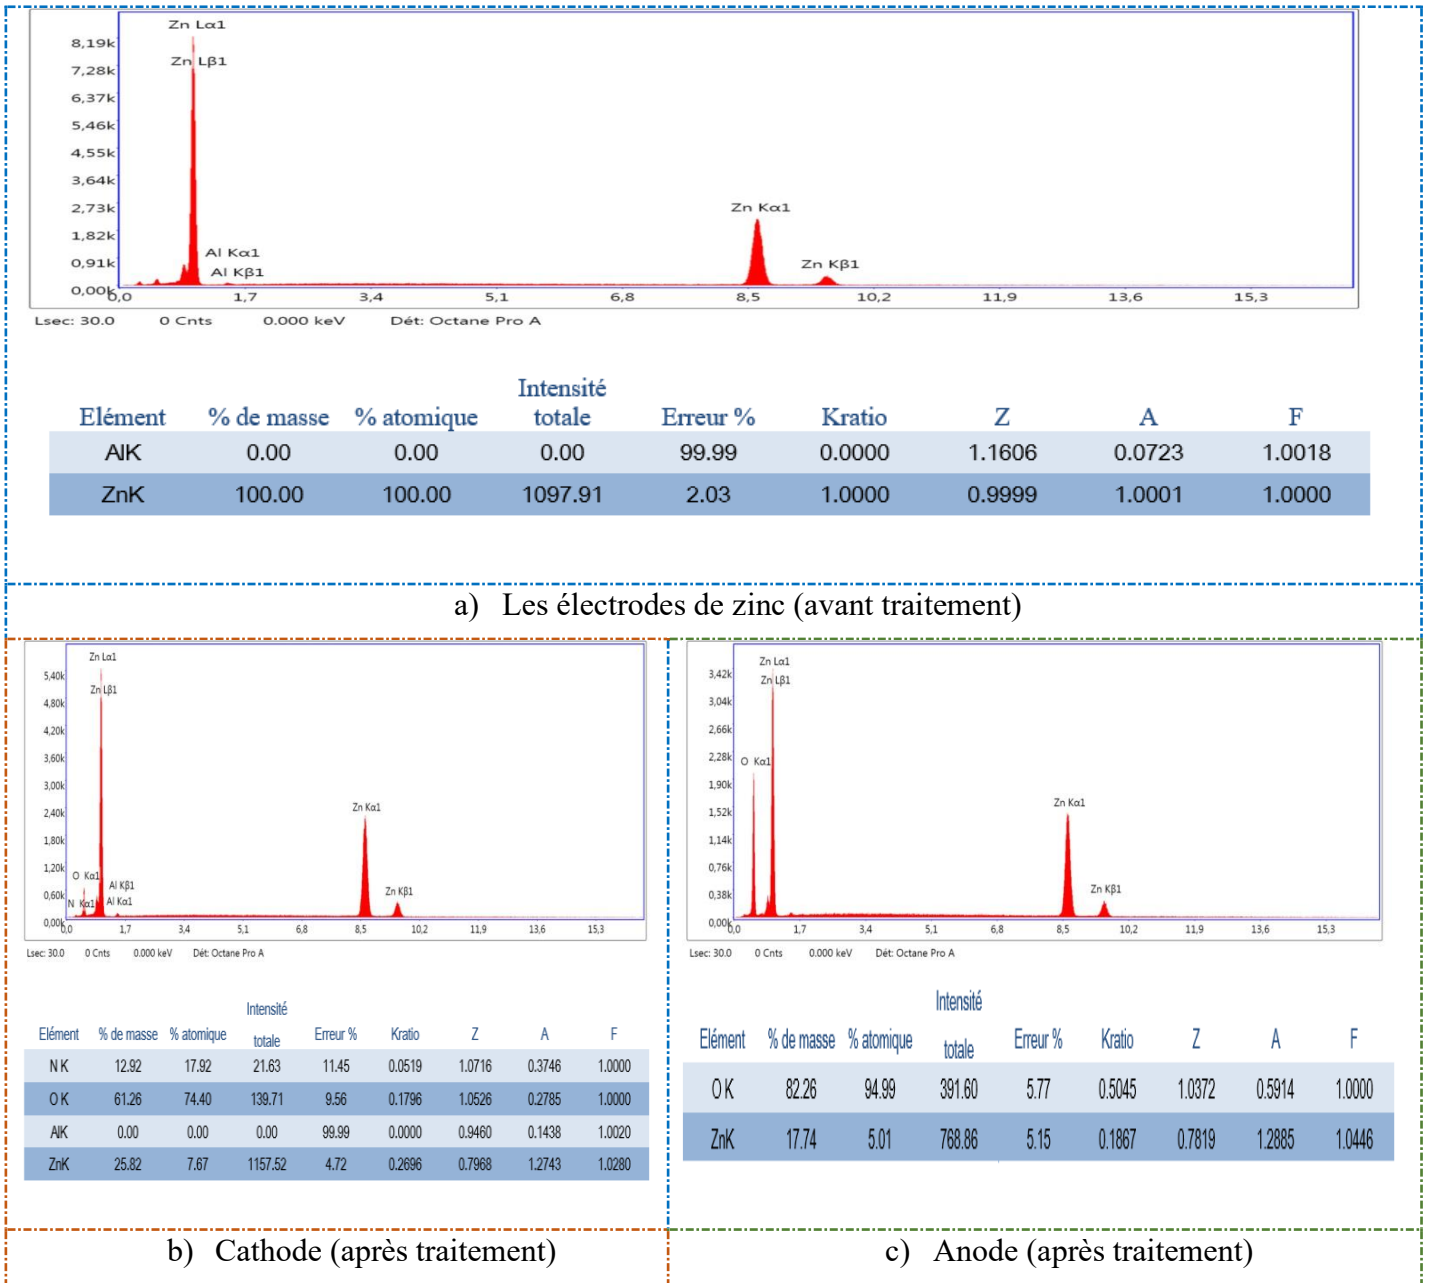 Zn Lα1
8,19k
Zn Lβ1
7,28k
6,37k
5,46k
4,55k
3,64k
2,73k
Zn Kα1
1,82k
Al Kα1
0,91k
Al Kβ1
Zn Kβ1
0,00k
0,0 1,7 3,4 5,1 6,8 8,5 10,2 11,9 13,6 15,3
Lsec: 30.0 0 Cnts 0.000 keV Dét: Octane Pro A
Elément % de masse % atomique Intensité totale Erreur % Kratio Z A F
AlK 0.00 0.00 0.00 99.99 0.0000 1.1606 0.0723 1.0018
ZnK 100.00 100.00 1097.91 2.03 1.0000 0.9999 1.0001 1.0000
a) Les électrodes de zinc (avant traitement)
Zn Lα1
5,40k
Zn Lβ1
4,80k
4,20k
3,60k
3,00k
Zn Kα1
2,40k
1,80k
1,20k
O Kα1
Al Kβ1
0,60k
N Kα1
Al Kα1
Zn Kβ1
0,00k
0,0 1,7 3,4 5,1 6,8 8,5 10,2 11,9 13,6 15,3
Lsec: 30.0 0 Cnts 0.000 keV Dét: Octane Pro A
Elément % de masse % atomique Intensité totale Erreur % Kratio Z A F
N K 12.92 17.92 21.63 11.45 0.0519 1.0716 0.3746 1.0000
O K 61.26 74.40 139.71 9.56 0.1796 1.0526 0.2785 1.0000
AlK 0.00 0.00 0.00 99.99 0.0000 0.9460 0.1438 1.0020
ZnK 25.82 7.67 1157.52 4.72 0.2696 0.7968 1.2743 1.0280
b) Cathode (après traitement)
Zn Lα1
3,42k
Zn Lβ1
3,04k
2,66k
2,28k
O Kα1
1,90k
1,52k
Zn Kα1
1,14k
0,76k
0,38k
Zn Kβ1
0,00k
0,0 1,7 3,4 5,1 6,8 8,5 10,2 11,9 13,6 15,3
Lsec: 30.0 0 Cnts 0.000 keV Dét: Octane Pro A
Elément % de masse % atomique Intensité totale Erreur % Kratio Z A F
O K 82.26 94.99 391.60 5.77 0.5045 1.0372 0.5914 1.0000
ZnK 17.74 5.01 768.86 5.15 0.1867 0.7819 1.2885 1.0446
c) Anode (après traitement)